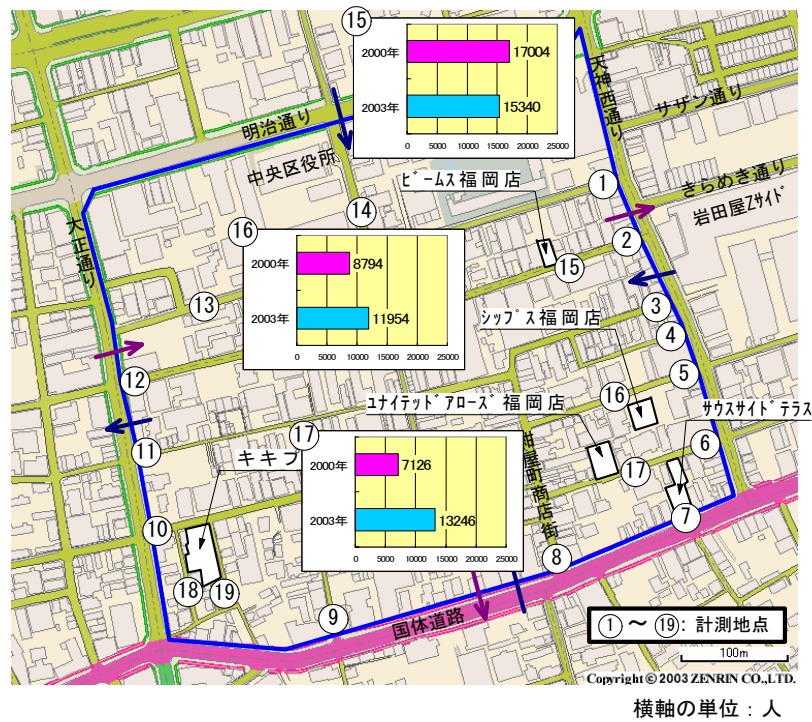 ⑮
2000年
17004
2003年
15340
0 5000 10000 15000 20000 25000
天神西通り
サザン通り
明治通り
中央区役所
ビームス福岡店
①
きらめき通り
岩田屋Zサイド
大正通り
⑭
②
⑯
2000年
8794
2003年
11954
0 5000 10000 15000 20000 25000
⑮
⑬
③
シップス福岡店
④
⑫
⑤
ユナイテッドアローズ福岡店
⑯
サウスサイドテラス
⑪
⑰
キキプ
2000年
7126
2003年
13246
0 5000 10000 15000 20000 25000
⑥
⑰
屋町商店街
⑩
⑦
⑧
⑱
⑲
⑨
国体道路
①～⑲: 計測地点
100m
Copyright © 2003 ZENRIN CO.,LTD.
横軸の単位：人